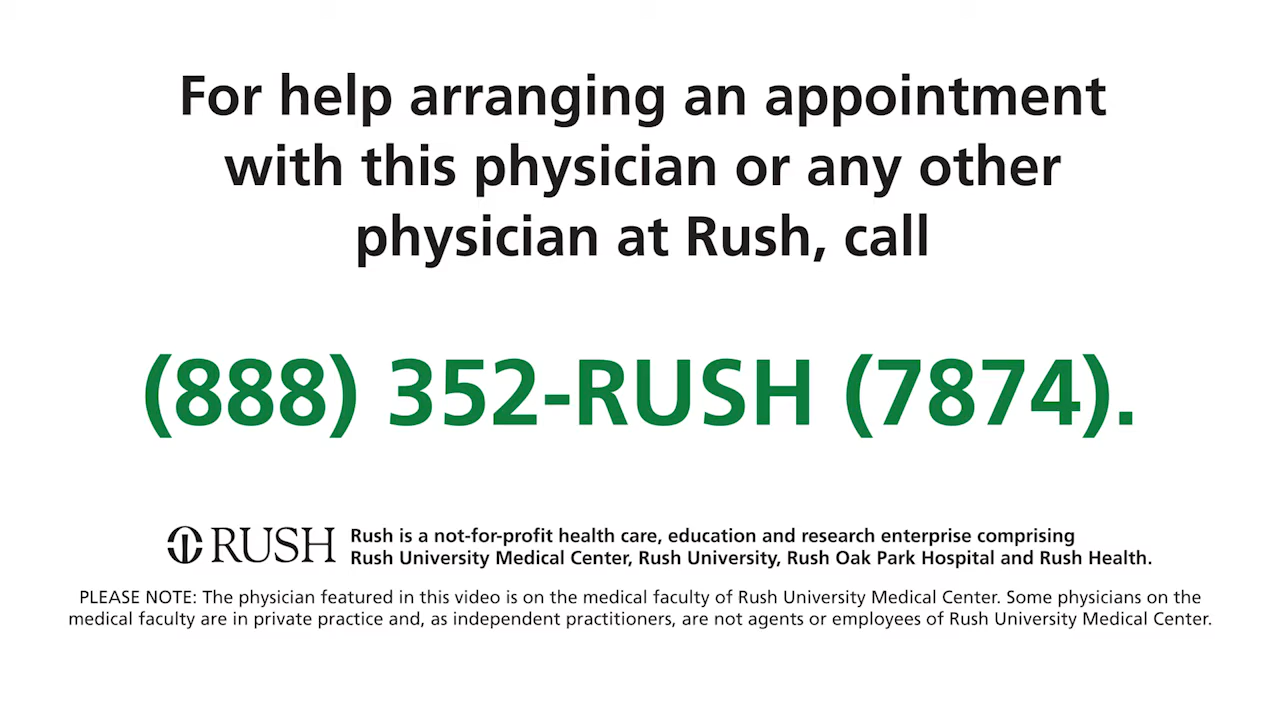 For help arranging an appointment
with this physician or any other
physician at Rush, call
(888) 352-RUSH (7874).
RUSH
Rush is a not-for-profit health care, education and research enterprise comprising
Rush University Medical Center, Rush University, Rush Oak Park Hospital and Rush Health.
PLEASE NOTE: The physician featured in this video is on the medical faculty of Rush University Medical Center. Some physicians on the
medical faculty are in private practice and, as independent practitioners, are not agents or employees of Rush University Medical Center.